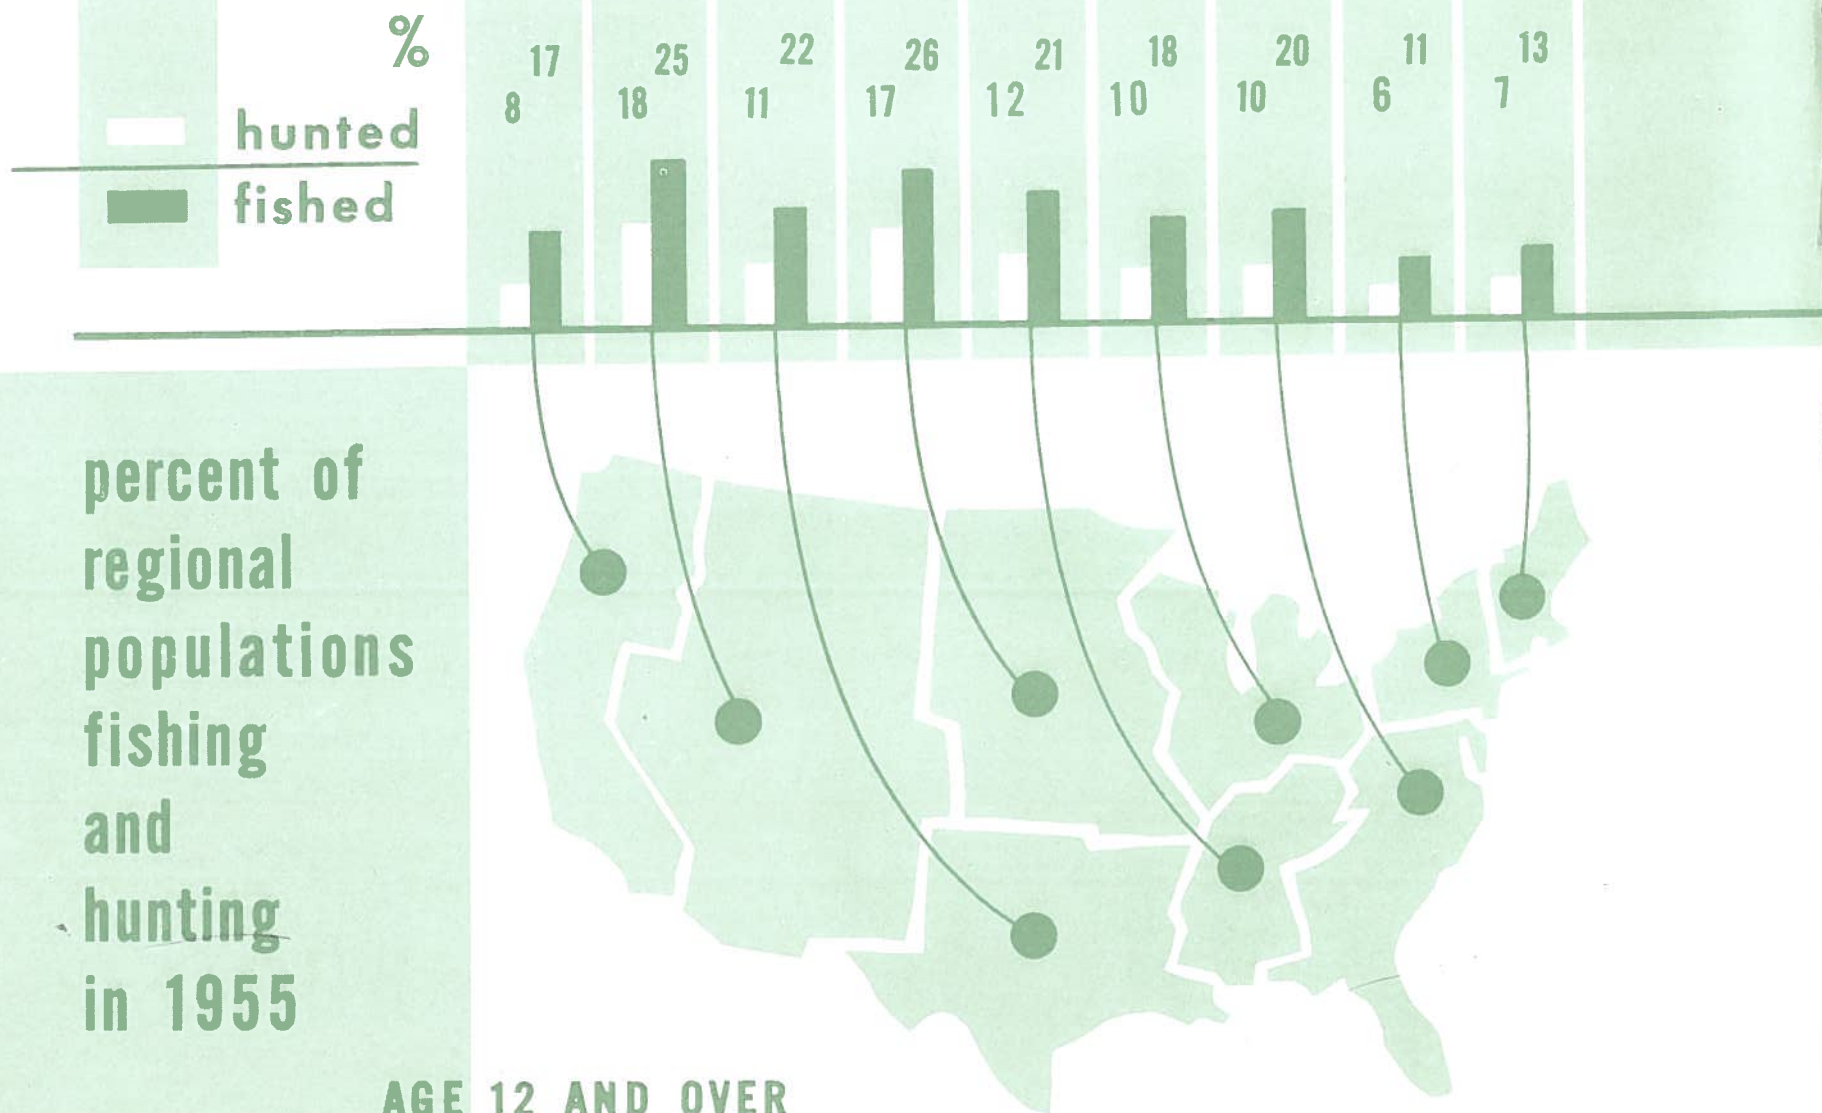 %
17 25 22 26 21 18 20 11 13
8 18 11 17 12 10 10 6 7
hunted
fished
percent of
regional
populations
fishing
and
hunting
in 1955
AGE 12 AND OVER